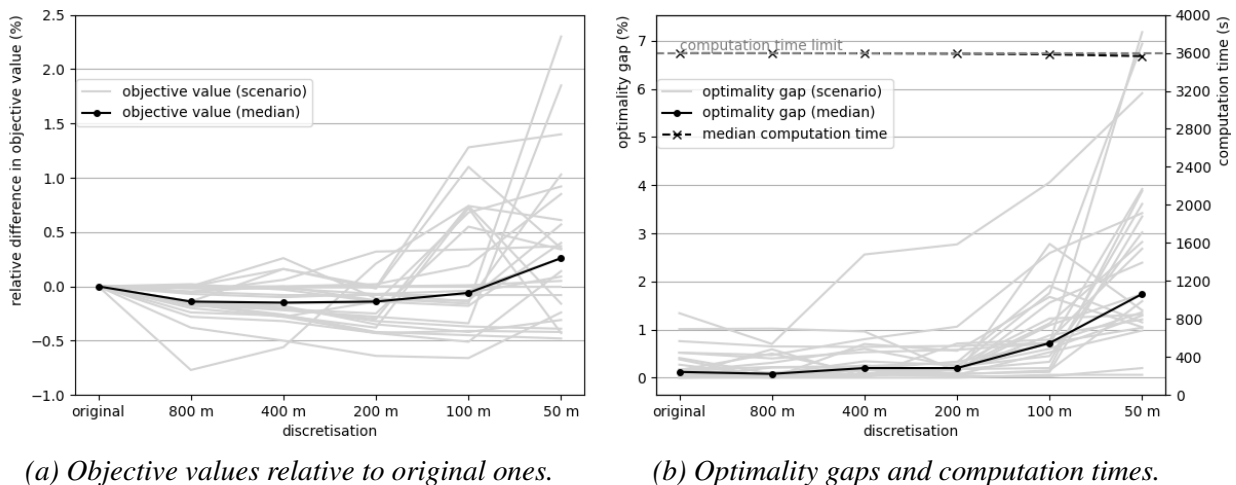 2.5
2.0
1.5
1.0
0.5
0.0
−0.5
−1.0
relative difference in objective value (%)
objective value (scenario)
objective value (median)
original 800 m 400 m 200 m 100 m 50 m
discretisation
(a) Objective values relative to original ones.
7
6
5
4
3
2
1
0
optimality gap (%)
computation time limit
optimality gap (scenario)
optimality gap (median)
median computation time
4000
3600
3200
2800
2400
2000
1600
1200
800
400
0
computation time (s)
original 800 m 400 m 200 m 100 m 50 m
discretisation
(b) Optimality gaps and computation times.